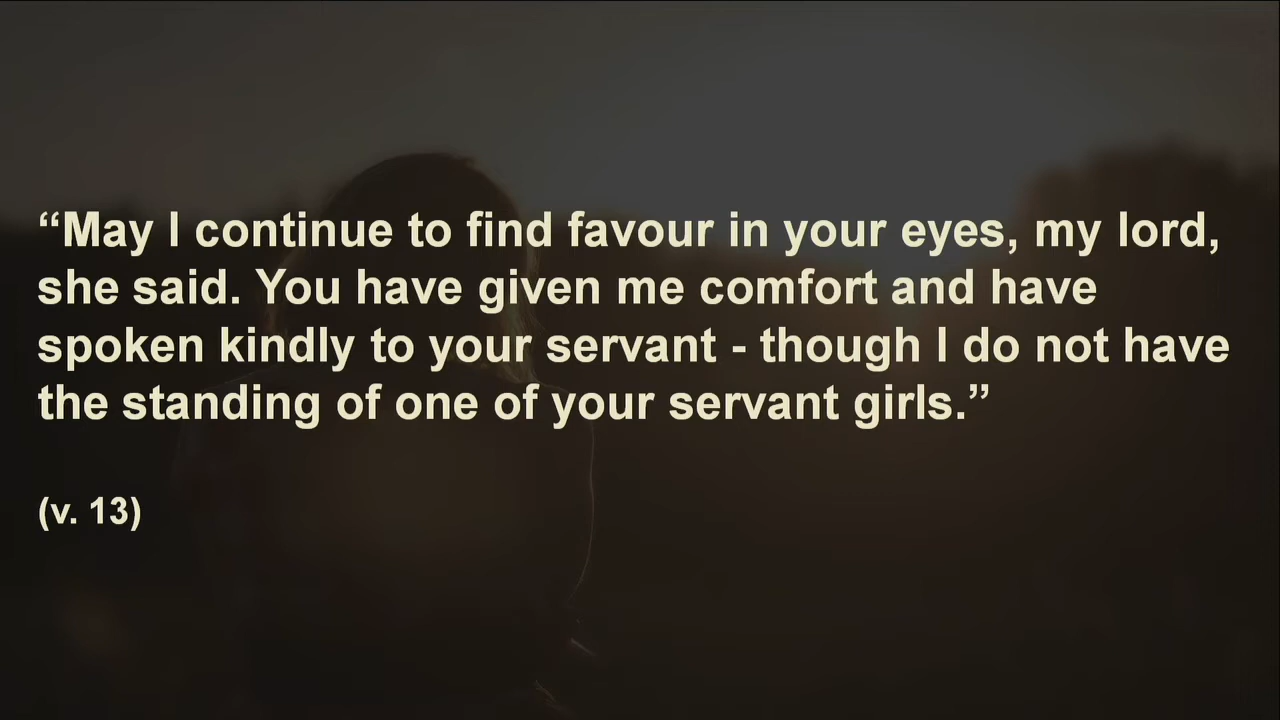 “May I continue to find favour in your eyes, my lord,
she said. You have given me comfort and have
spoken kindly to your servant - though I do not have
the standing of one of your servant girls.”
(v. 13)